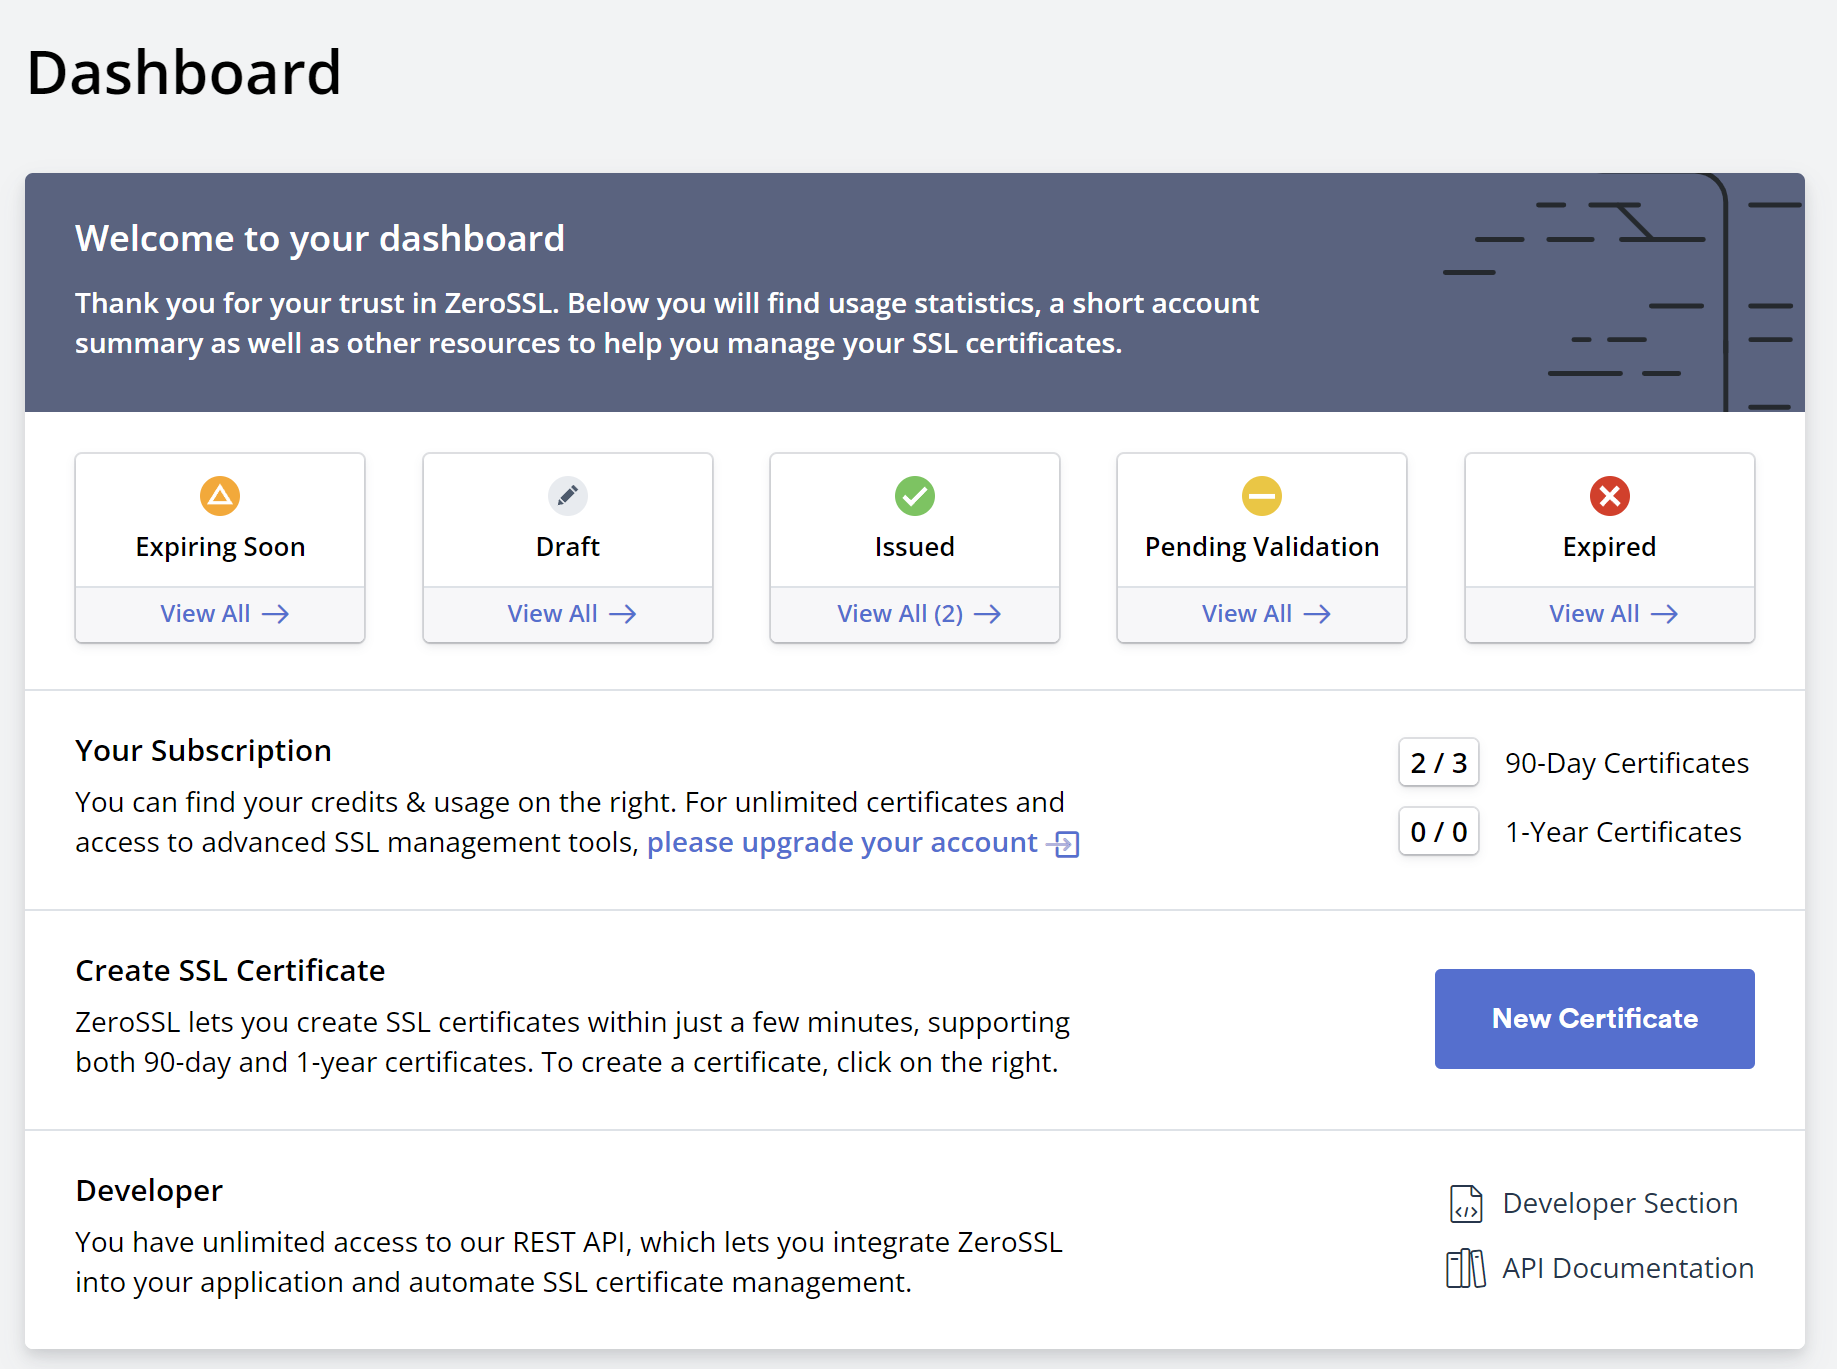 Dashboard
Welcome to your dashboard
Thank you for your trust in ZeroSSL. Below you will find usage statistics, a short account
summary as well as other resources to help you manage your SSL certificates.
Expiring Soon
View All
Draft
View All
Issued
View All (2)
Pending Validation
View All
Expired
View All
Your Subscription
You can find your credits & usage on the right. For unlimited certificates and
access to advanced SSL management tools, please upgrade your account
2 / 3 90-Day Certificates
0 / 0 1-Year Certificates
Create SSL Certificate
ZeroSSL lets you create SSL certificates within just a few minutes, supporting
both 90-day and 1-year certificates. To create a certificate, click on the right.
New Certificate
Developer
You have unlimited access to our REST API, which lets you integrate ZeroSSL
into your application and automate SSL certificate management.
Developer Section
API Documentation